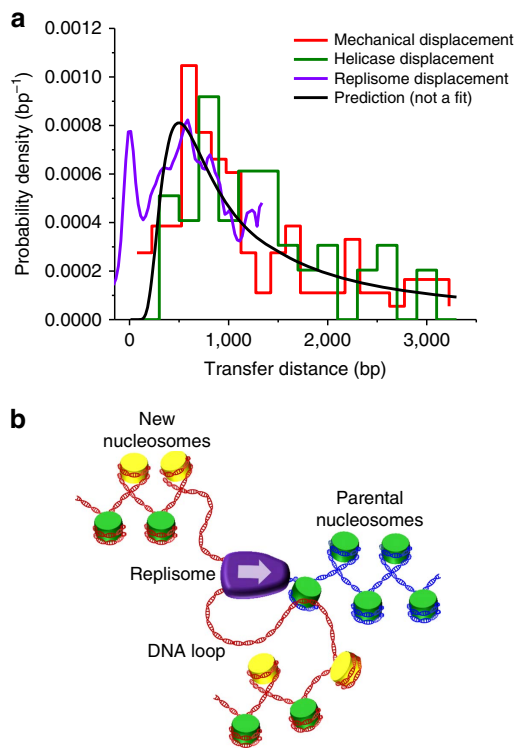 a
0.0012
0.0010
0.0008
0.0006
0.0004
0.0002
0.0000
Probability density (bp⁻¹)
Mechanical displacement
Helicase displacement
Replisome displacement
Prediction (not a fit)
0
1,000
2,000
3,000
Transfer distance (bp)
b
New
nucleosomes
Parental
nucleosomes
Replisome
DNA loop